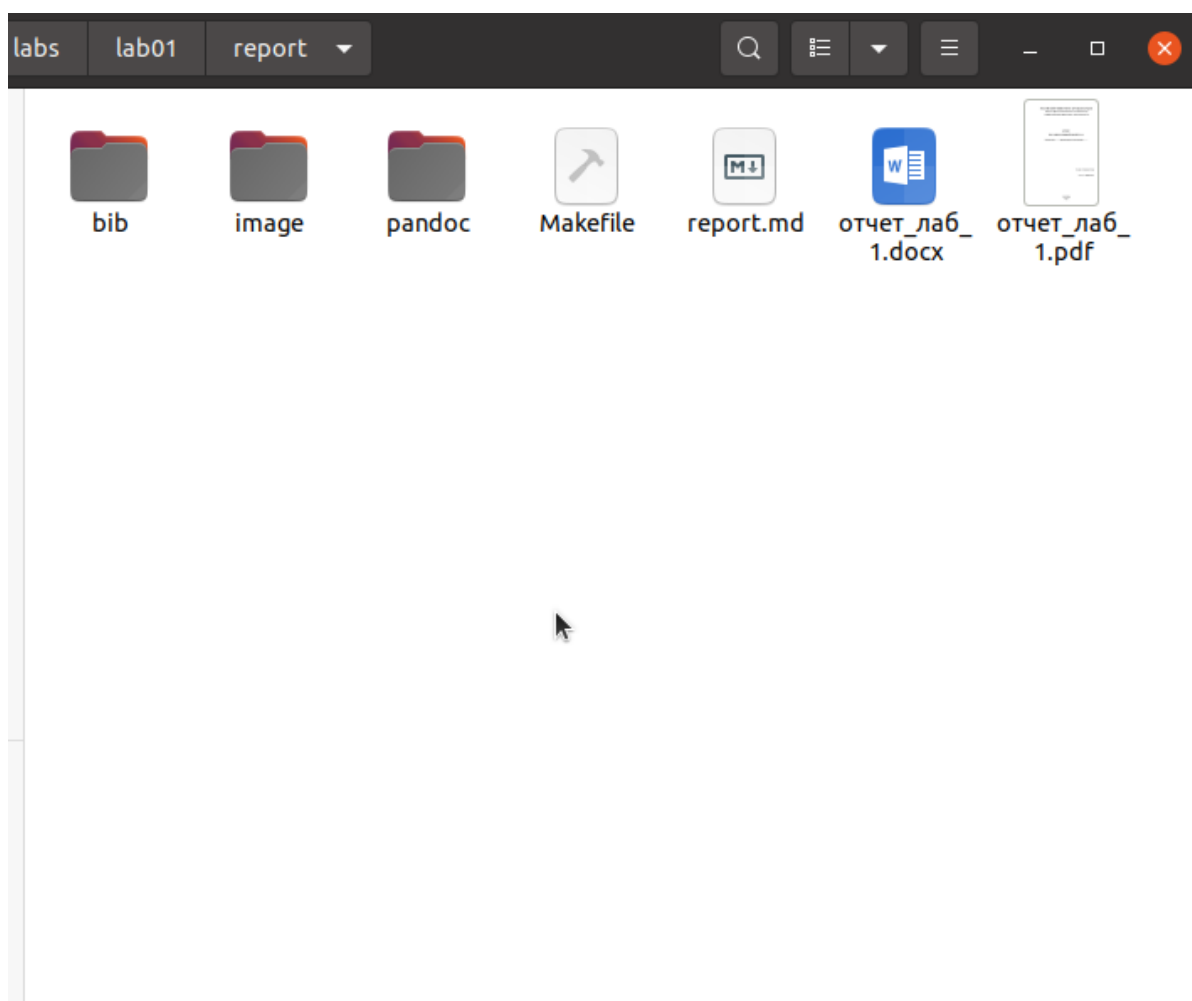 labs lab01 report
bib image pandoc Makefile report.md отчет_лаб_ отчет_лаб_
1.docx 1.pdf